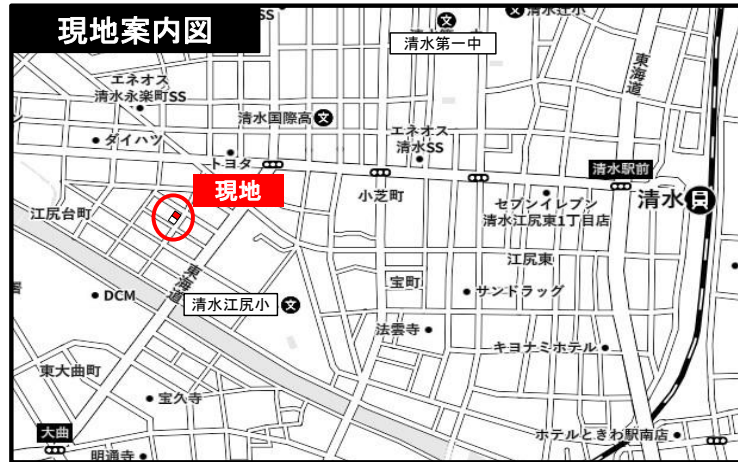 現地案内図
SS
清水辻小
清水第一中
エネオス
清水永楽町SS
東海道
清水国際高
ダイハツ
エネオス
清水SS
トヨタ
清水駅前
現地
小芝町
セブンイレブン
清水江尻東1丁目店
清水
江尻台町
江尻東
東海道
宝町
サンドラッグ
DCM
清水江尻小
法雲寺
キヨナミホテル
東大曲町
宝久寺
大曲
ホテルときわ駅南店
明通寺